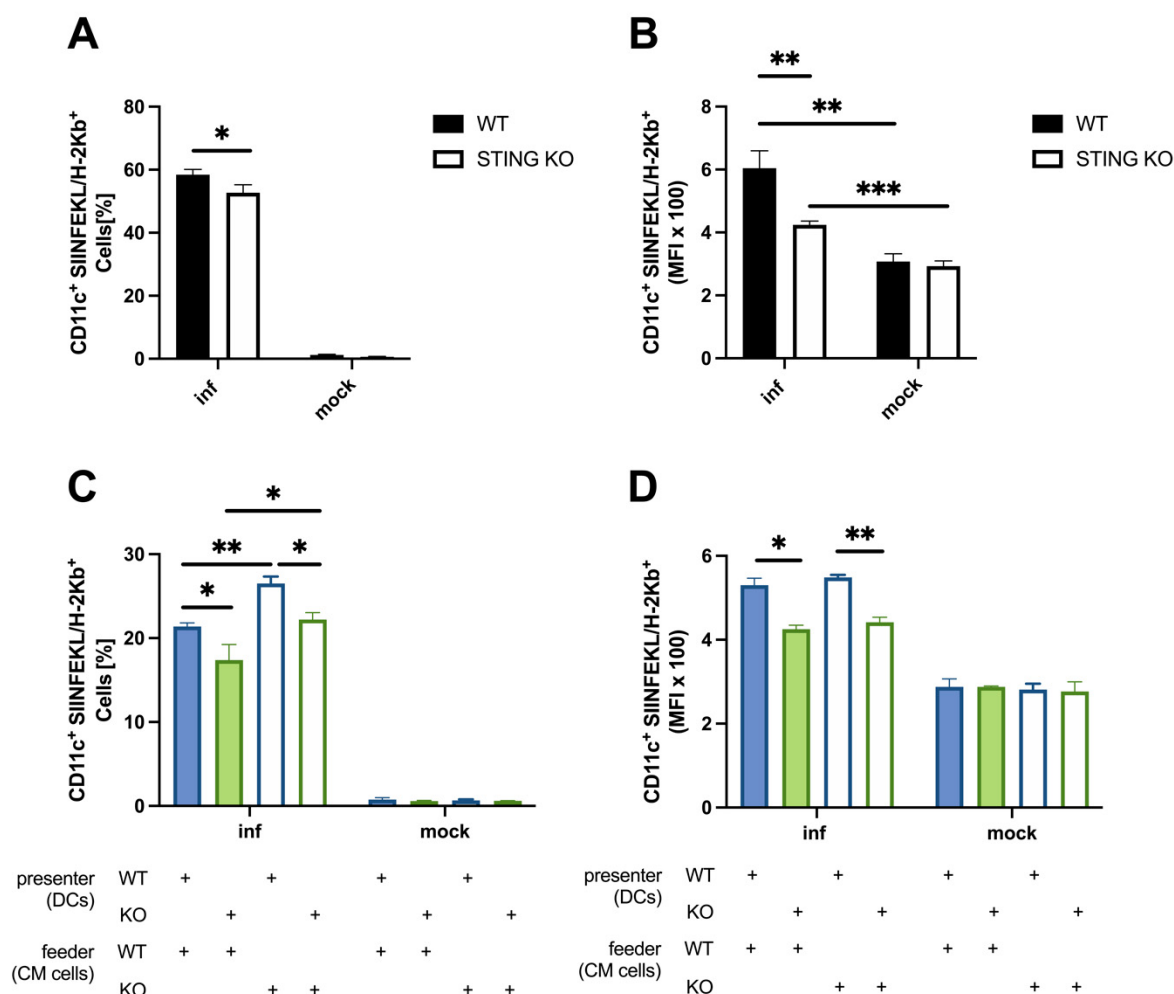 A
CD11c+ SIINFEKL/H-2Kb+
Cells[%]
80
60
40
20
0
*
inf
mock
WT
STING KO
B
CD11c+ SIINFEKL/H-2Kb+
(MFI x 100)
8
6
4
2
0
**
**
***
inf
mock
WT
STING KO
C
CD11c+ SIINFEKL/H-2Kb+
Cells [%]
30
20
10
0
*
**
*
*
inf
mock
presenter
(DCs)
WT + + + +
KO + + + +
feeder
(CM cells)
WT + + + +
KO + + + +
D
CD11c+ SIINFEKL/H-2Kb+
(MFI x 100)
6
4
2
0
*
**
inf
mock
presenter
(DCs)
WT + + + +
KO + + + +
feeder
(CM cells)
WT + + + +
KO + + + +